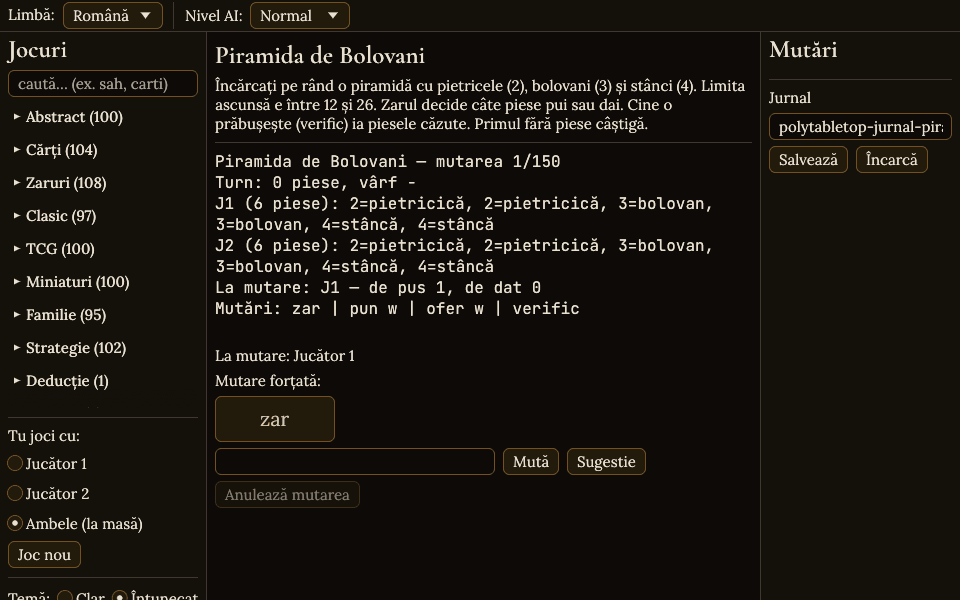 Limbă: Română Nivel AI: Normal
Jocuri
caută... (ex. sah, carti)
Abstract (100)
Cărți (104)
Zaruri (108)
Clasic (97)
TCG (100)
Miniaturi (100)
Familie (95)
Strategie (102)
Deducție (1)
Tu joci cu:
Jucător 1
Jucător 2
Ambele (la masă)
Joc nou
Temă: Clar Întunecat
Piramida de Bolovani
Încărcați pe rând o piramidă cu pietricele (2), bolovani (3) și stânci (4). Limita
ascunsă e între 12 și 26. Zarul decide câte piese pui sau dai. Cine o
prăbușește (verific) ia piesele căzute. Primul fără piese câștigă.
Piramida de Bolovani — mutarea 1/150
Turn: 0 piese, vârf -
J1 (6 piese): 2=pietricică, 2=pietricică, 3=bolovan,
3=bolovan, 4=stâncă, 4=stâncă
J2 (6 piese): 2=pietricică, 2=pietricică, 3=bolovan,
3=bolovan, 4=stâncă, 4=stâncă
La mutare: J1 — de pus 1, de dat 0
Mutări: zar | pun w | ofer w | verific
La mutare: Jucător 1
Mutare forțată:
zar
Mută Sugestie
Anulează mutarea
Mutări
Jurnal
polytabletop-jurnal-pira
Salvează Încarcă